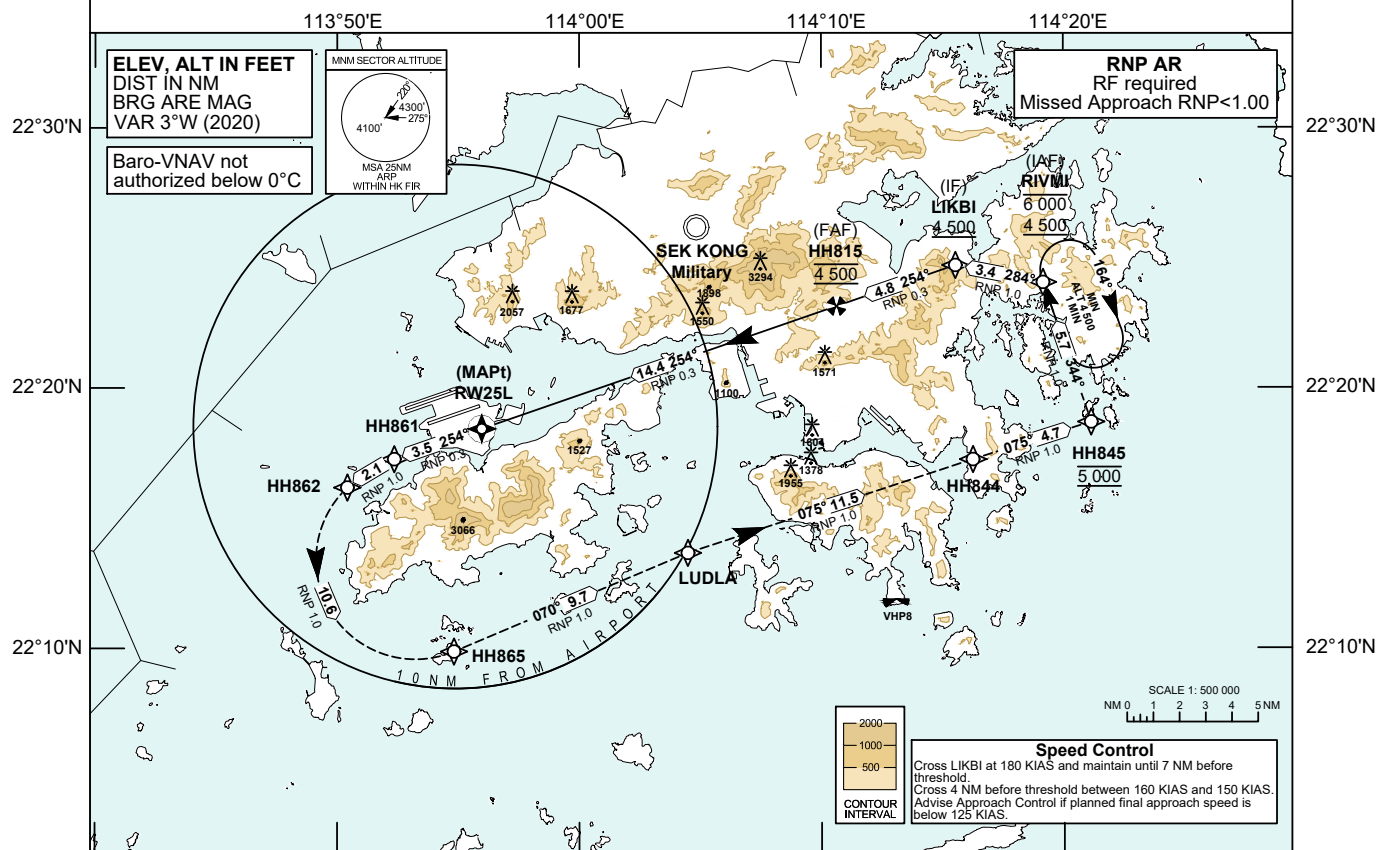 113°50'E
114°00'E
114°10'E
114°20'E
ELEV, ALT IN FEET
DIST IN NM
BRG ARE MAG
VAR 3°W (2020)
Baro-VNAV not
authorized below 0°C
MNM SECTOR ALTITUDE
220°
4300'
275°
4100'
MSA 25NM
ARP
WITHIN HK FIR
RNP AR
RF required
Missed Approach RNP<1.00
22°30'N
22°30'N
(IAF)
RIVMI
6 000
4 500
(IF)
LIKBI
4 500
(FAF)
HH815
4 500
SEK KONG
Military
3294
1898
1550
2057
1677
4.8 254°
RNP 0.3
3.4 284°
RNP 1.0
164°
MIN
ALT 4 500
1 MIN
5.7 344°
RNP 1.0
22°20'N
22°20'N
14.4 254°
RNP 0.3
1571
1100
(MAPt)
RW25L
HH861
3.5 254°
RNP 0.3
2.1
RNP 1.0
HH862
1527
3066
1804
1378
1955
075° 4.7
RNP 1.0
HH845
5 000
HH844
075° 11.5
RNP 1.0
LUDLA
10.6
RNP 1.0
070° 9.7
RNP 1.0
VHP8
22°10'N
22°10'N
HH865
10NM FROM AIRPORT
SCALE 1: 500 000
NM 0 1 2 3 4 5 NM
2000
1000
500
CONTOUR
INTERVAL
Speed Control
Cross LIKBI at 180 KIAS and maintain until 7 NM before
threshold.
Cross 4 NM before threshold between 160 KIAS and 150 KIAS.
Advise Approach Control if planned final approach speed is
below 125 KIAS.